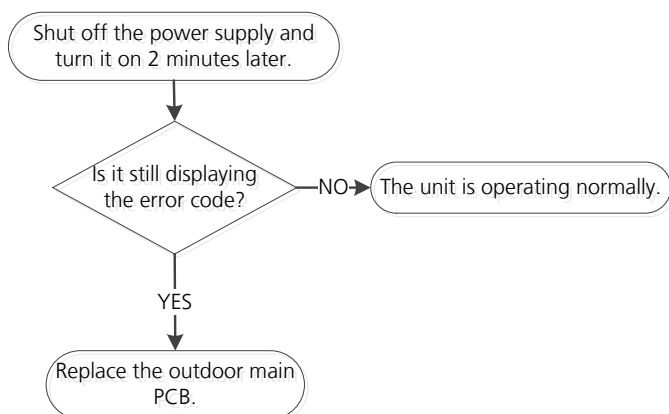 Shut off the power supply and
turn it on 2 minutes later.
Is it still displaying
the error code?
NO
The unit is operating normally.
YES
Replace the outdoor main
PCB.